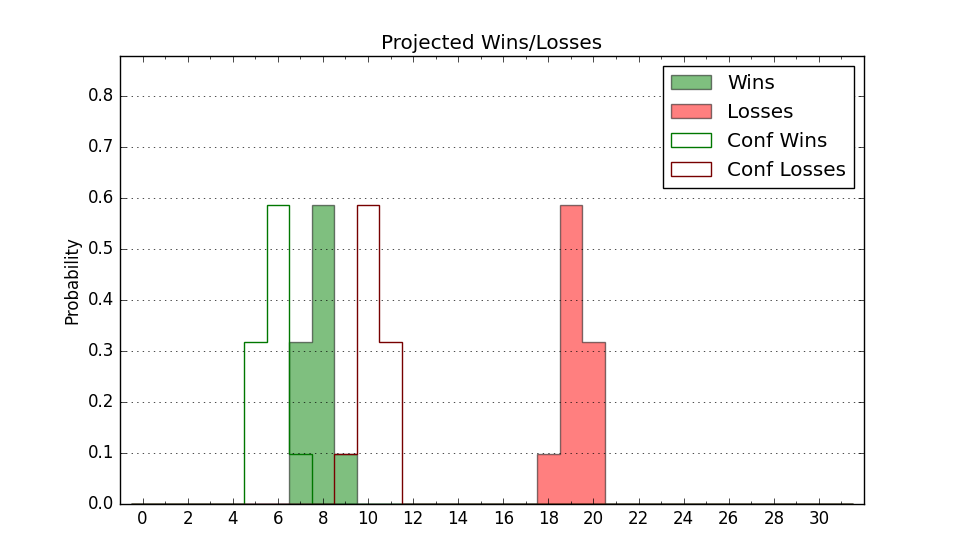 Projected Wins/Losses
Wins
Losses
Conf Wins
Conf Losses
Probability
0.8
0.7
0.6
0.5
0.4
0.3
0.2
0.1
0.0
0 2 4 6 8 10 12 14 16 18 20 22 24 26 28 30